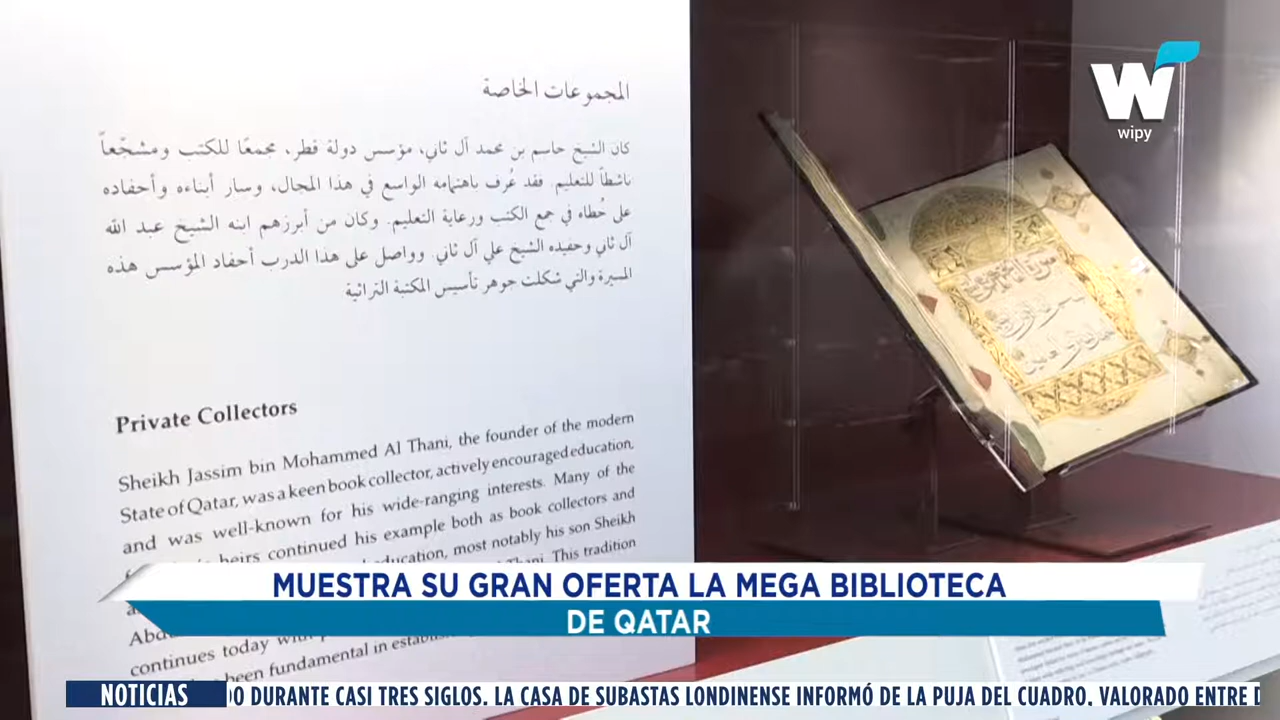 المجموعات الخاصة
كان الشيخ جاسم بن محمد آل ثاني، مؤسس دولة قطر، مجمعًا للكتب ومشجّعاً
ناشطاً للتعليم. فقد عُرف باهتمامه الواسع في هذا المجال، وسار أبناءه وأحفاده
على خُطاه في جمع الكتب ورعاية التعليم. وكان من أبرزهم ابنه الشيخ عبد الله
آل ثاني وحفيده الشيخ علي آل ثاني. وواصل على هذا الدرب أحفاد المؤسس هذه
المسيرة والتي شكلت جوهر تأسيس المكتبة التراثية
Private Collectors
Sheikh Jassim bin Mohammed Al Thani, the founder of the modern
State of Qatar, was a keen book collector, actively encouraged education,
and was well-known for his wide-ranging interests. Many of the
heirs continued his example both as book collectors and
education, most notably his son Sheikh
Thani. This tradition
continues today
been fundamental in
W
wipy
MUESTRA SU GRAN OFERTA LA MEGA BIBLIOTECA
DE QATAR
NOTICIAS
DO DURANTE CASI TRES SIGLOS. LA CASA DE SUBASTAS LONDINENSE INFORMÓ DE LA PUJA DEL CUADRO, VALORADO ENTRE